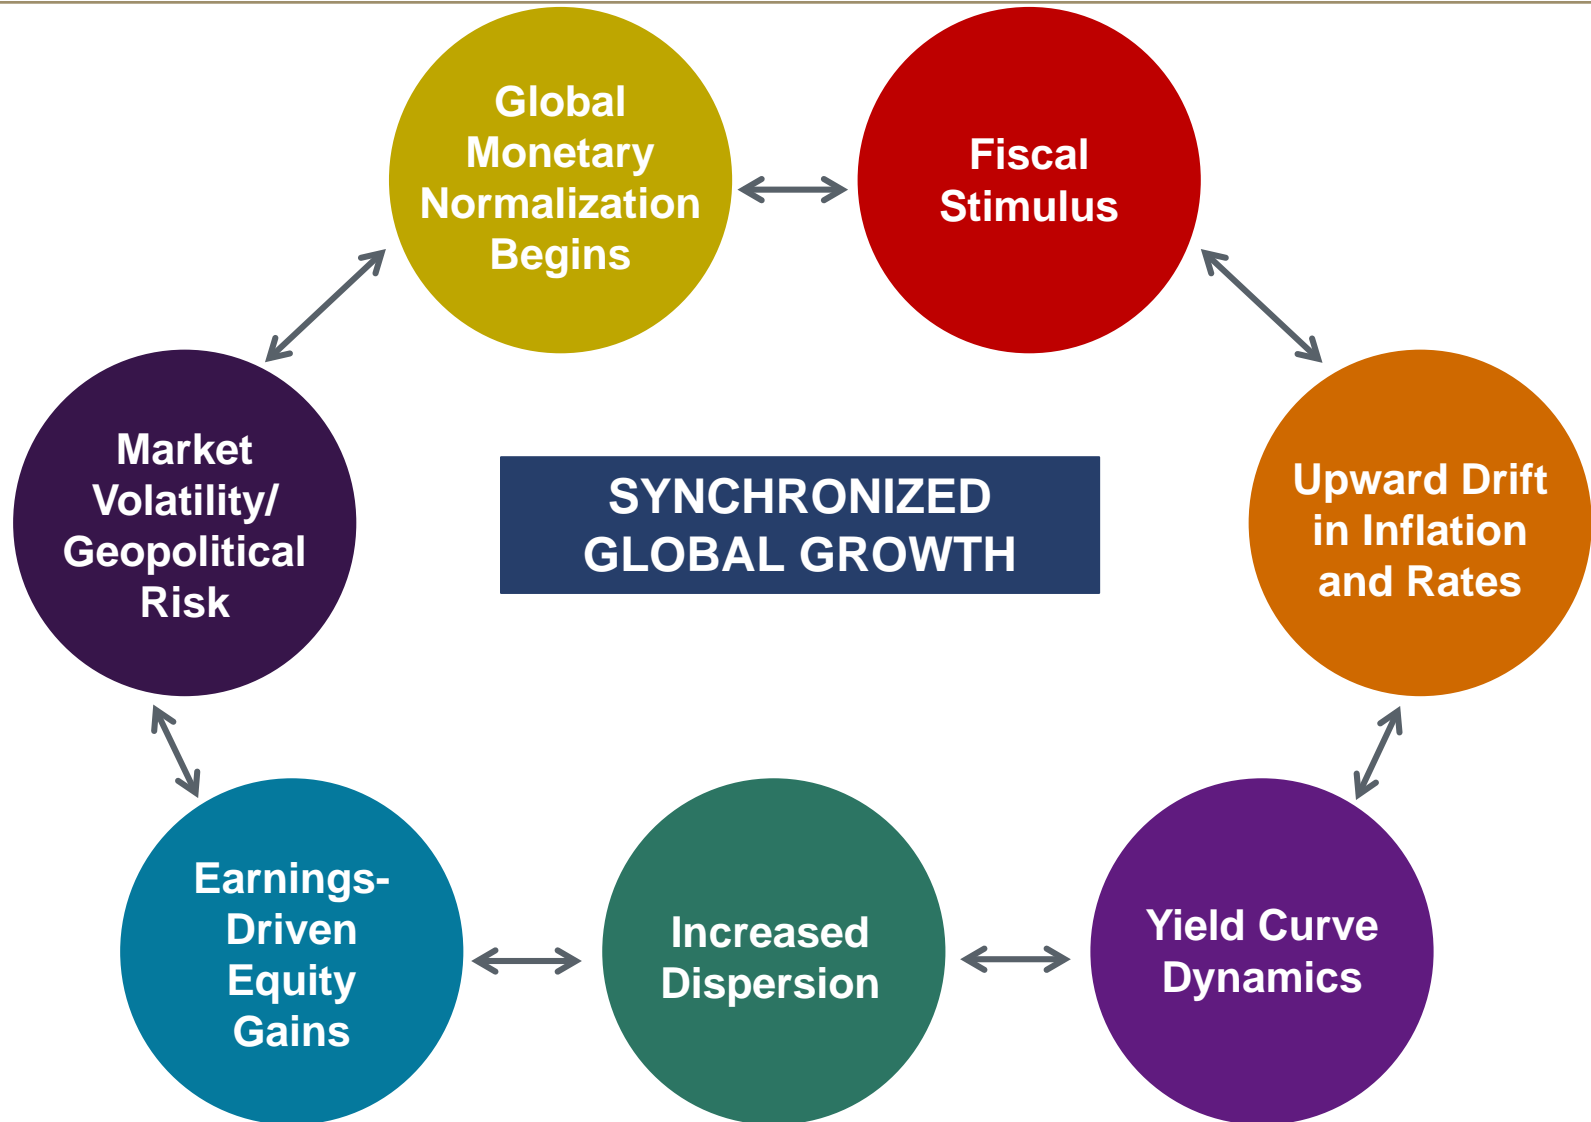 Global
Monetary
Normalization
Begins
Fiscal
Stimulus
Market
Volatility/
Geopolitical
Risk
SYNCHRONIZED
GLOBAL GROWTH
Upward Drift
in Inflation
and Rates
Earnings-
Driven
Equity
Gains
Increased
Dispersion
Yield Curve
Dynamics